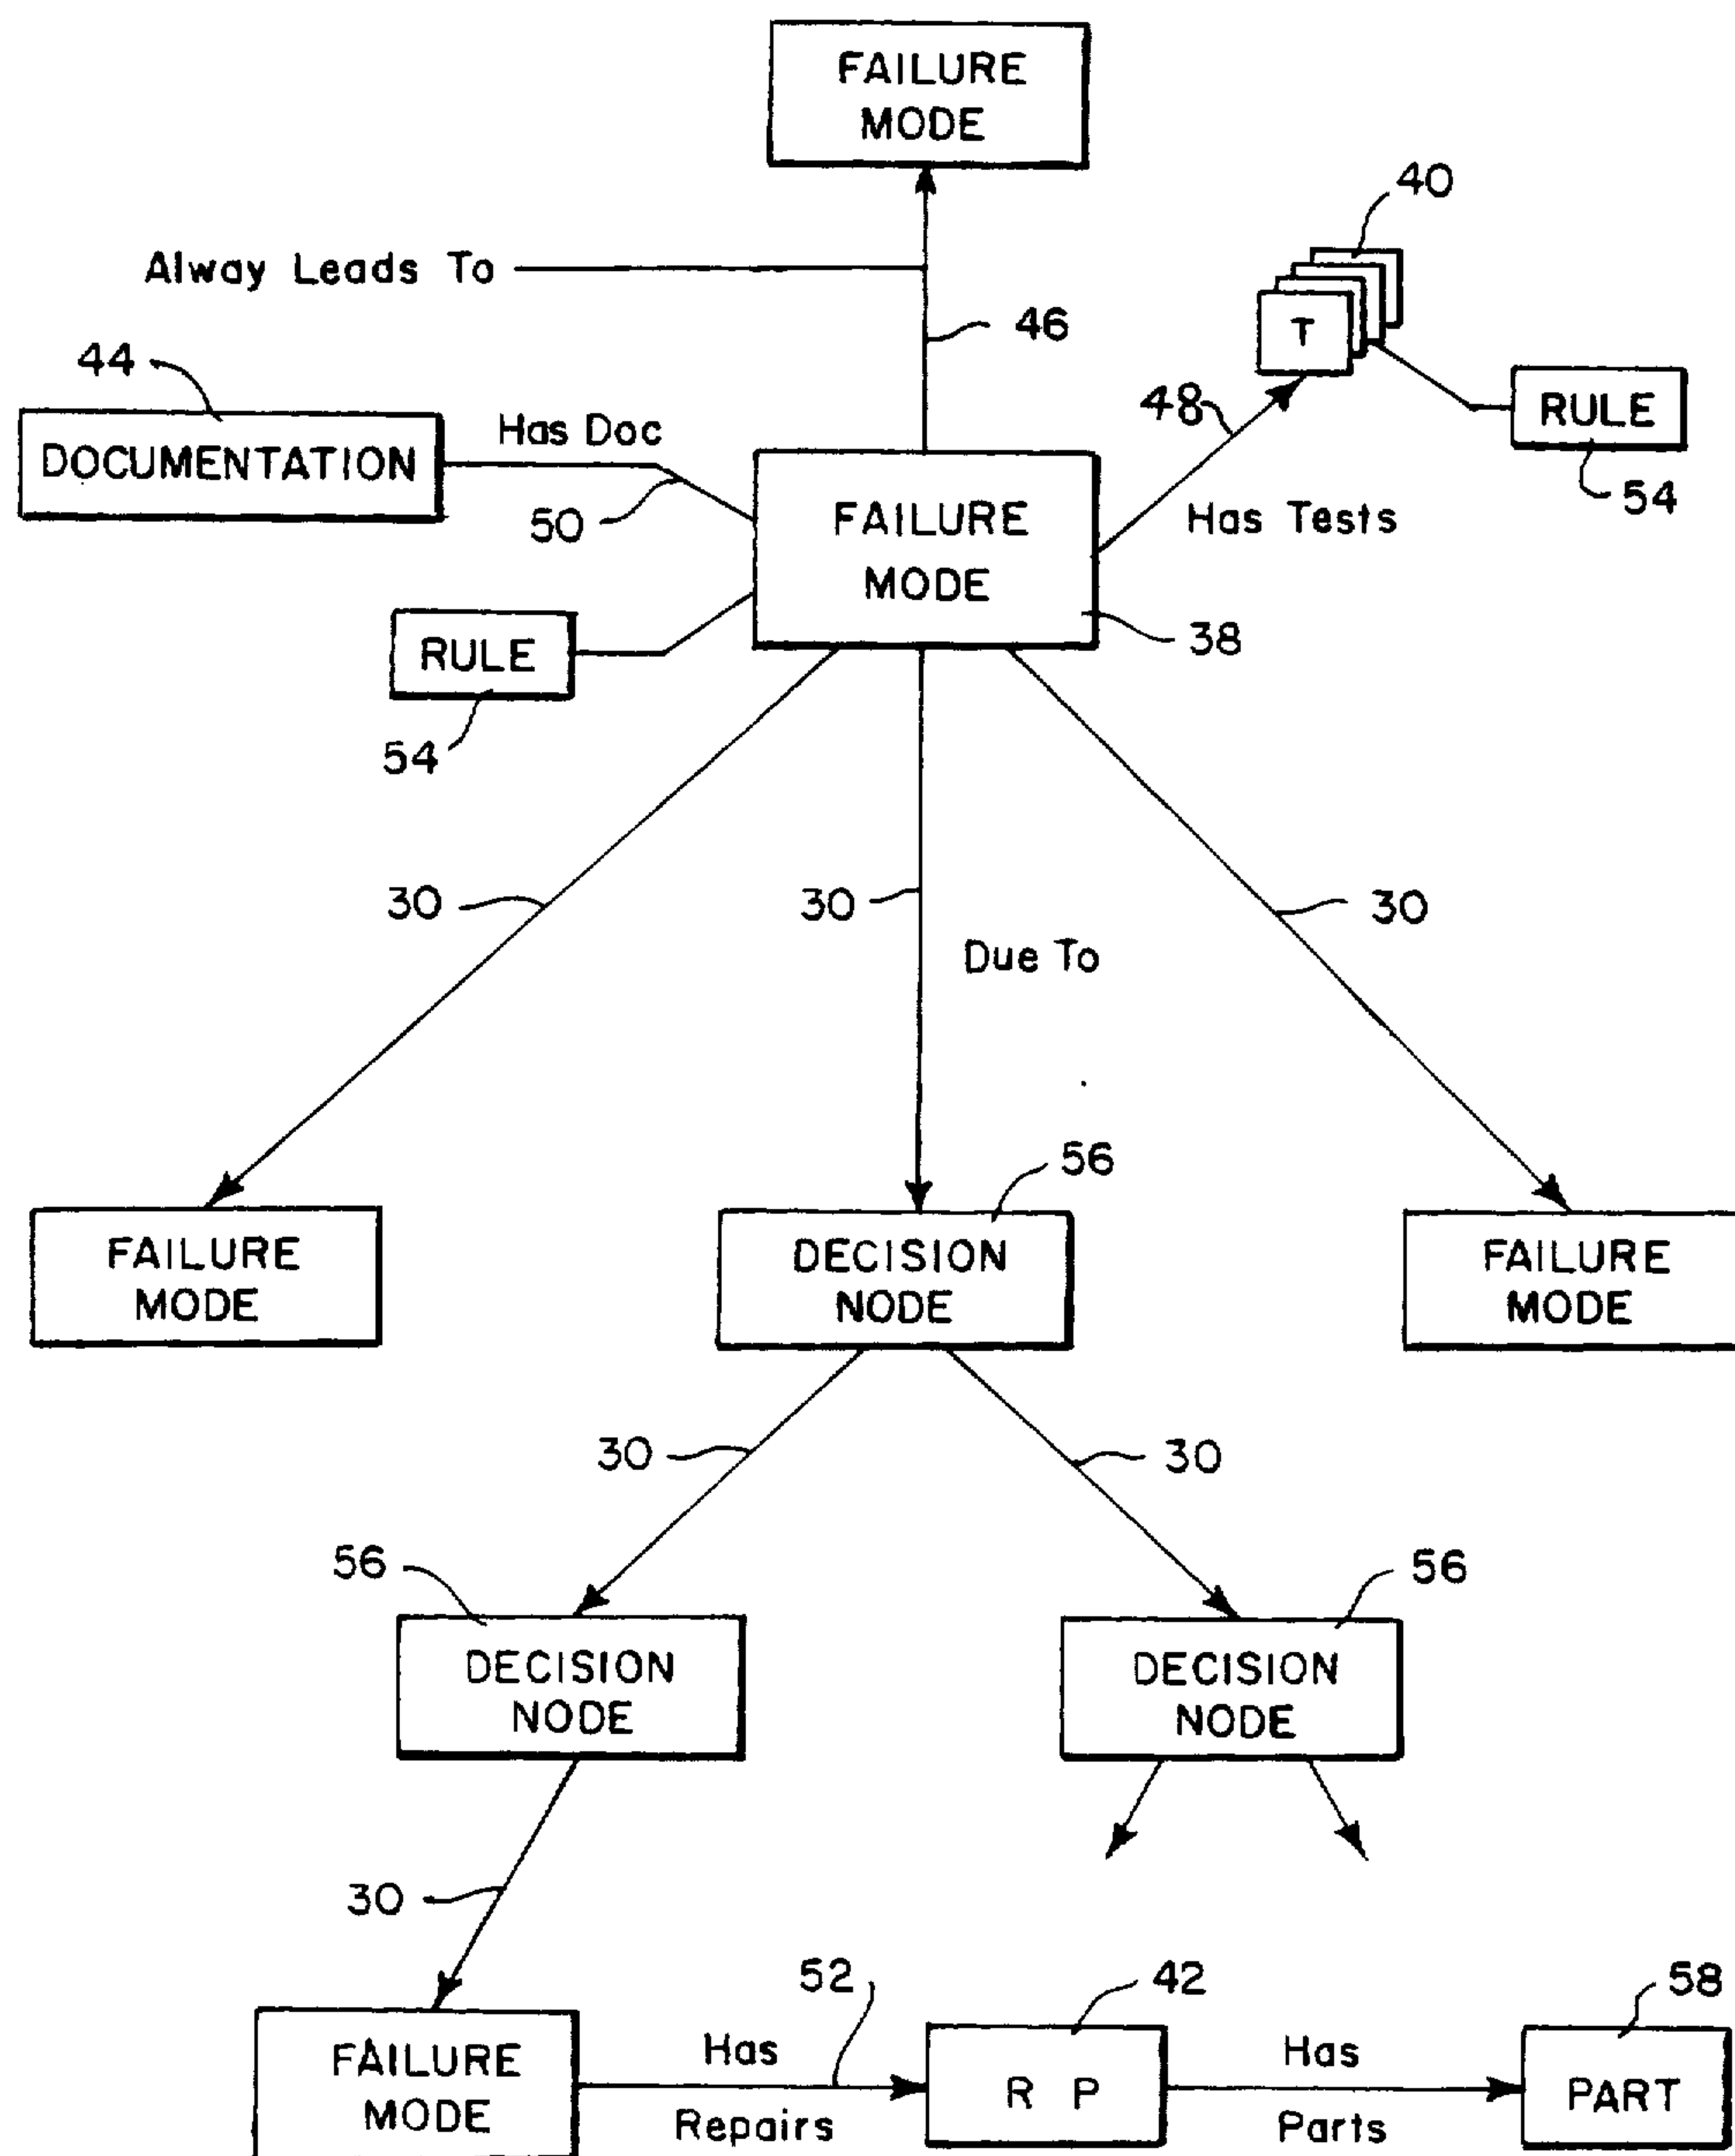 FAILURE
MODE
40
Alway Leads To
46
T
44
48
RULE
Has Doc
DOCUMENTATION
54
50
FAILURE
MODE
Has Tests
RULE
38
54
30
30
30
Due To
56
FAILURE
MODE
DECISION
NODE
FAILURE
MODE
30
30
56
56
DECISION
NODE
DECISION
NODE
30
52
42
58
FAILURE
MODE
Has
Repairs
R P
Has
Parts
PART